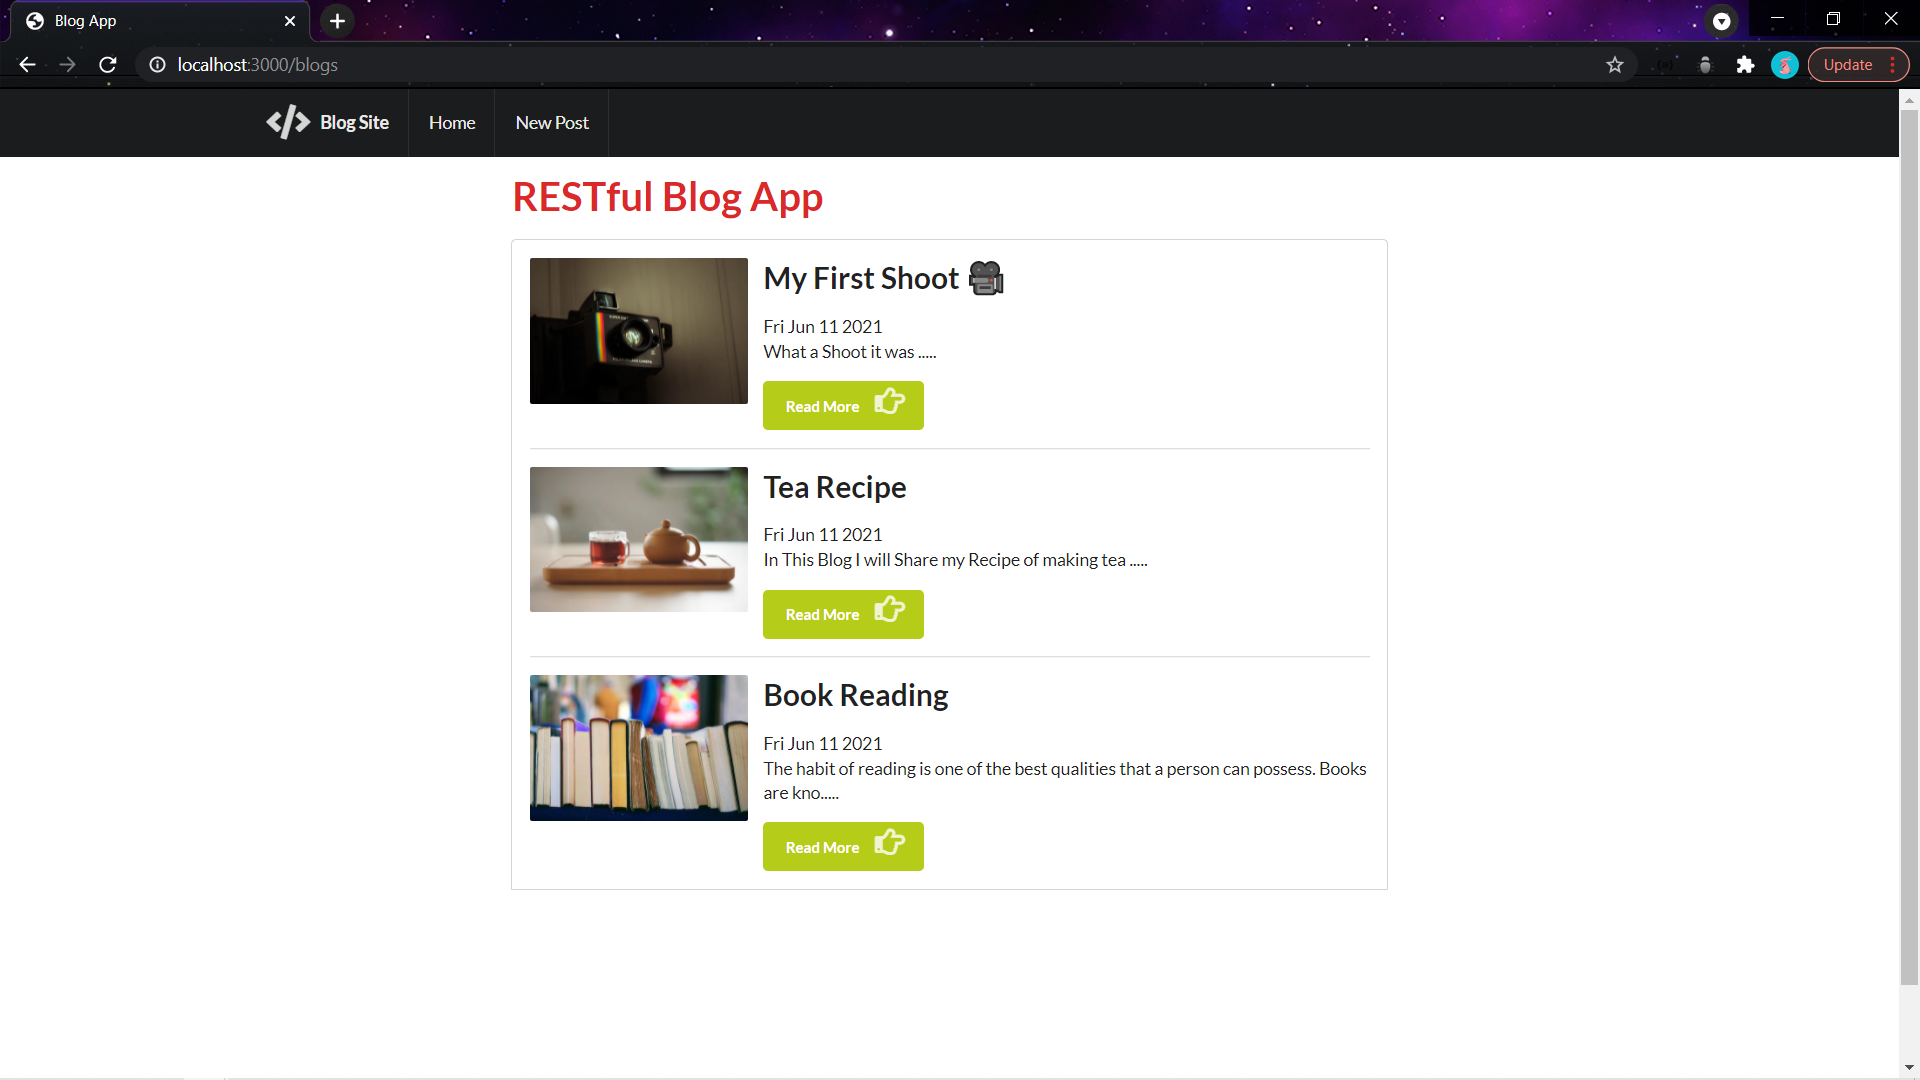 Blog App
localhost:3000/blogs
Update
Blog Site
Home
New Post
RESTful Blog App
My First Shoot 🎥
Fri Jun 11 2021
What a Shoot it was .....
Read More
Tea Recipe
Fri Jun 11 2021
In This Blog I will Share my Recipe of making tea .....
Read More
Book Reading
Fri Jun 11 2021
The habit of reading is one of the best qualities that a person can possess. Books
are kno.....
Read More